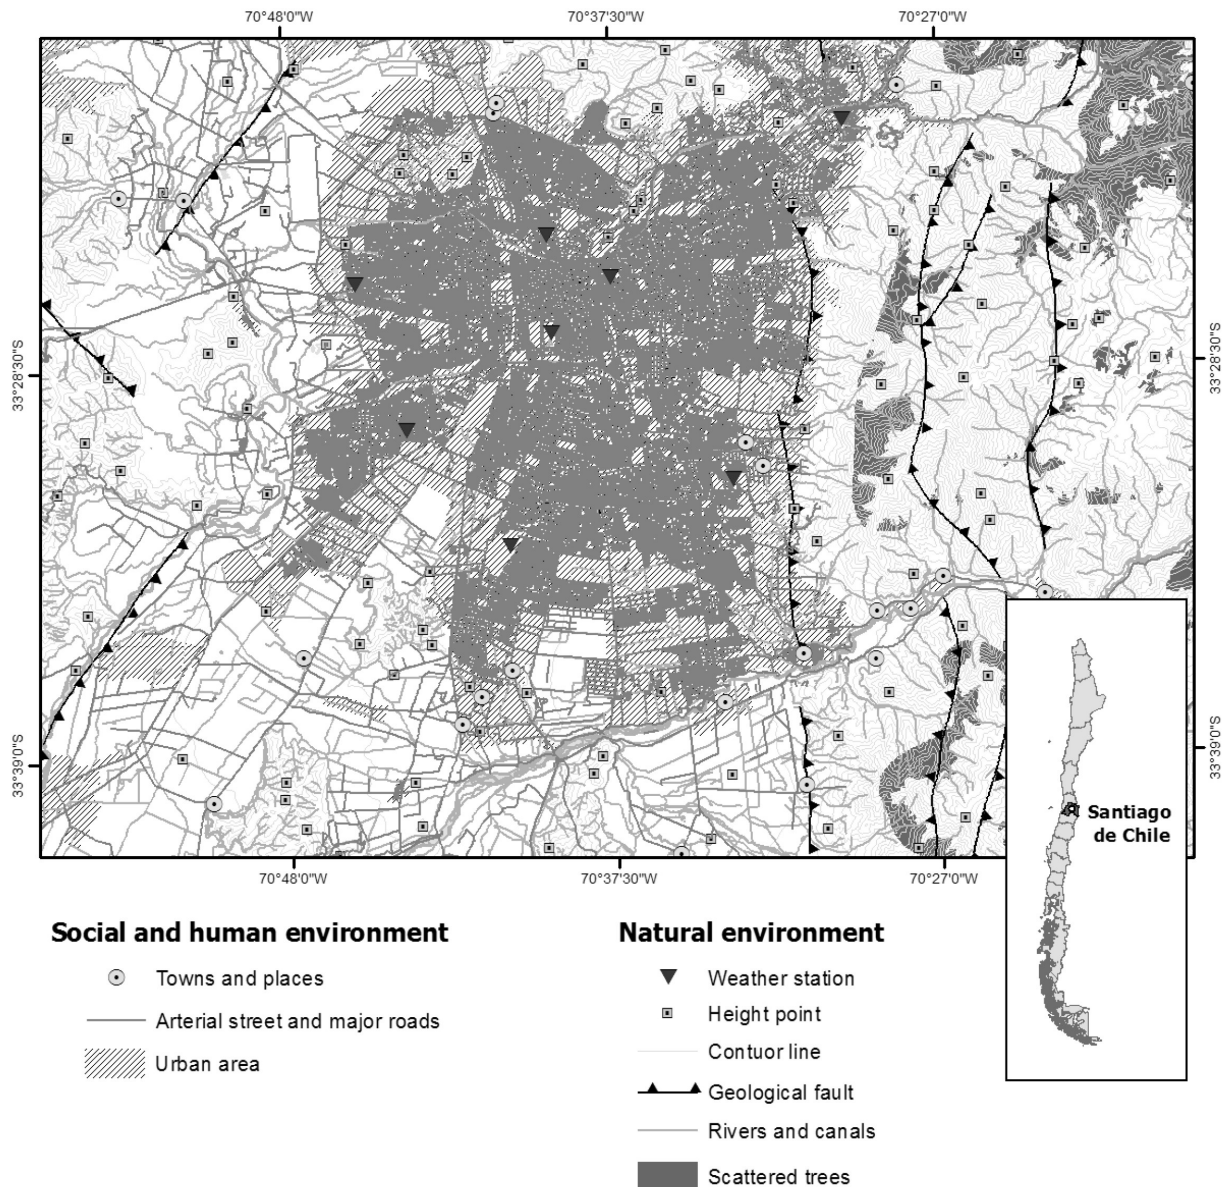 70°48'0"W
70°37'30"W
70°27'0"W
33°28'30"S
33°28'30"S
33°39'0"S
33°39'0"S
Santiago
de Chile
70°48'0"W
70°37'30"W
70°27'0"W
Social and human environment
Towns and places
Arterial street and major roads
Urban area
Natural environment
Weather station
Height point
Contuor line
Geological fault
Rivers and canals
Scattered trees